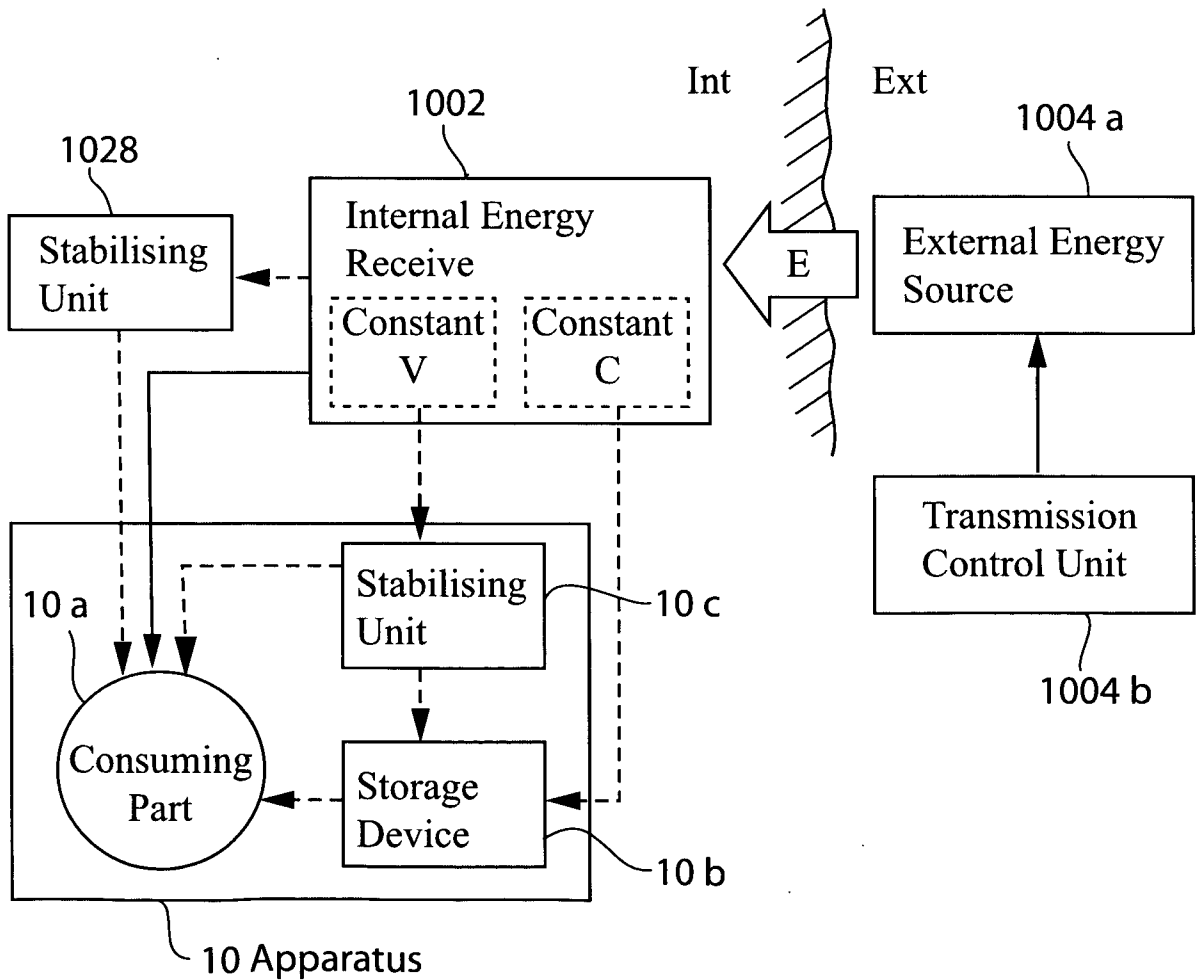 Int
Ext
1002
1004 a
1028
Stabilising
Unit
Internal Energy
Receive
Constant
V
Constant
C
E
External Energy
Source
Transmission
Control Unit
1004 b
10 a
Stabilising
Unit
10 c
Consuming
Part
Storage
Device
10 b
10 Apparatus